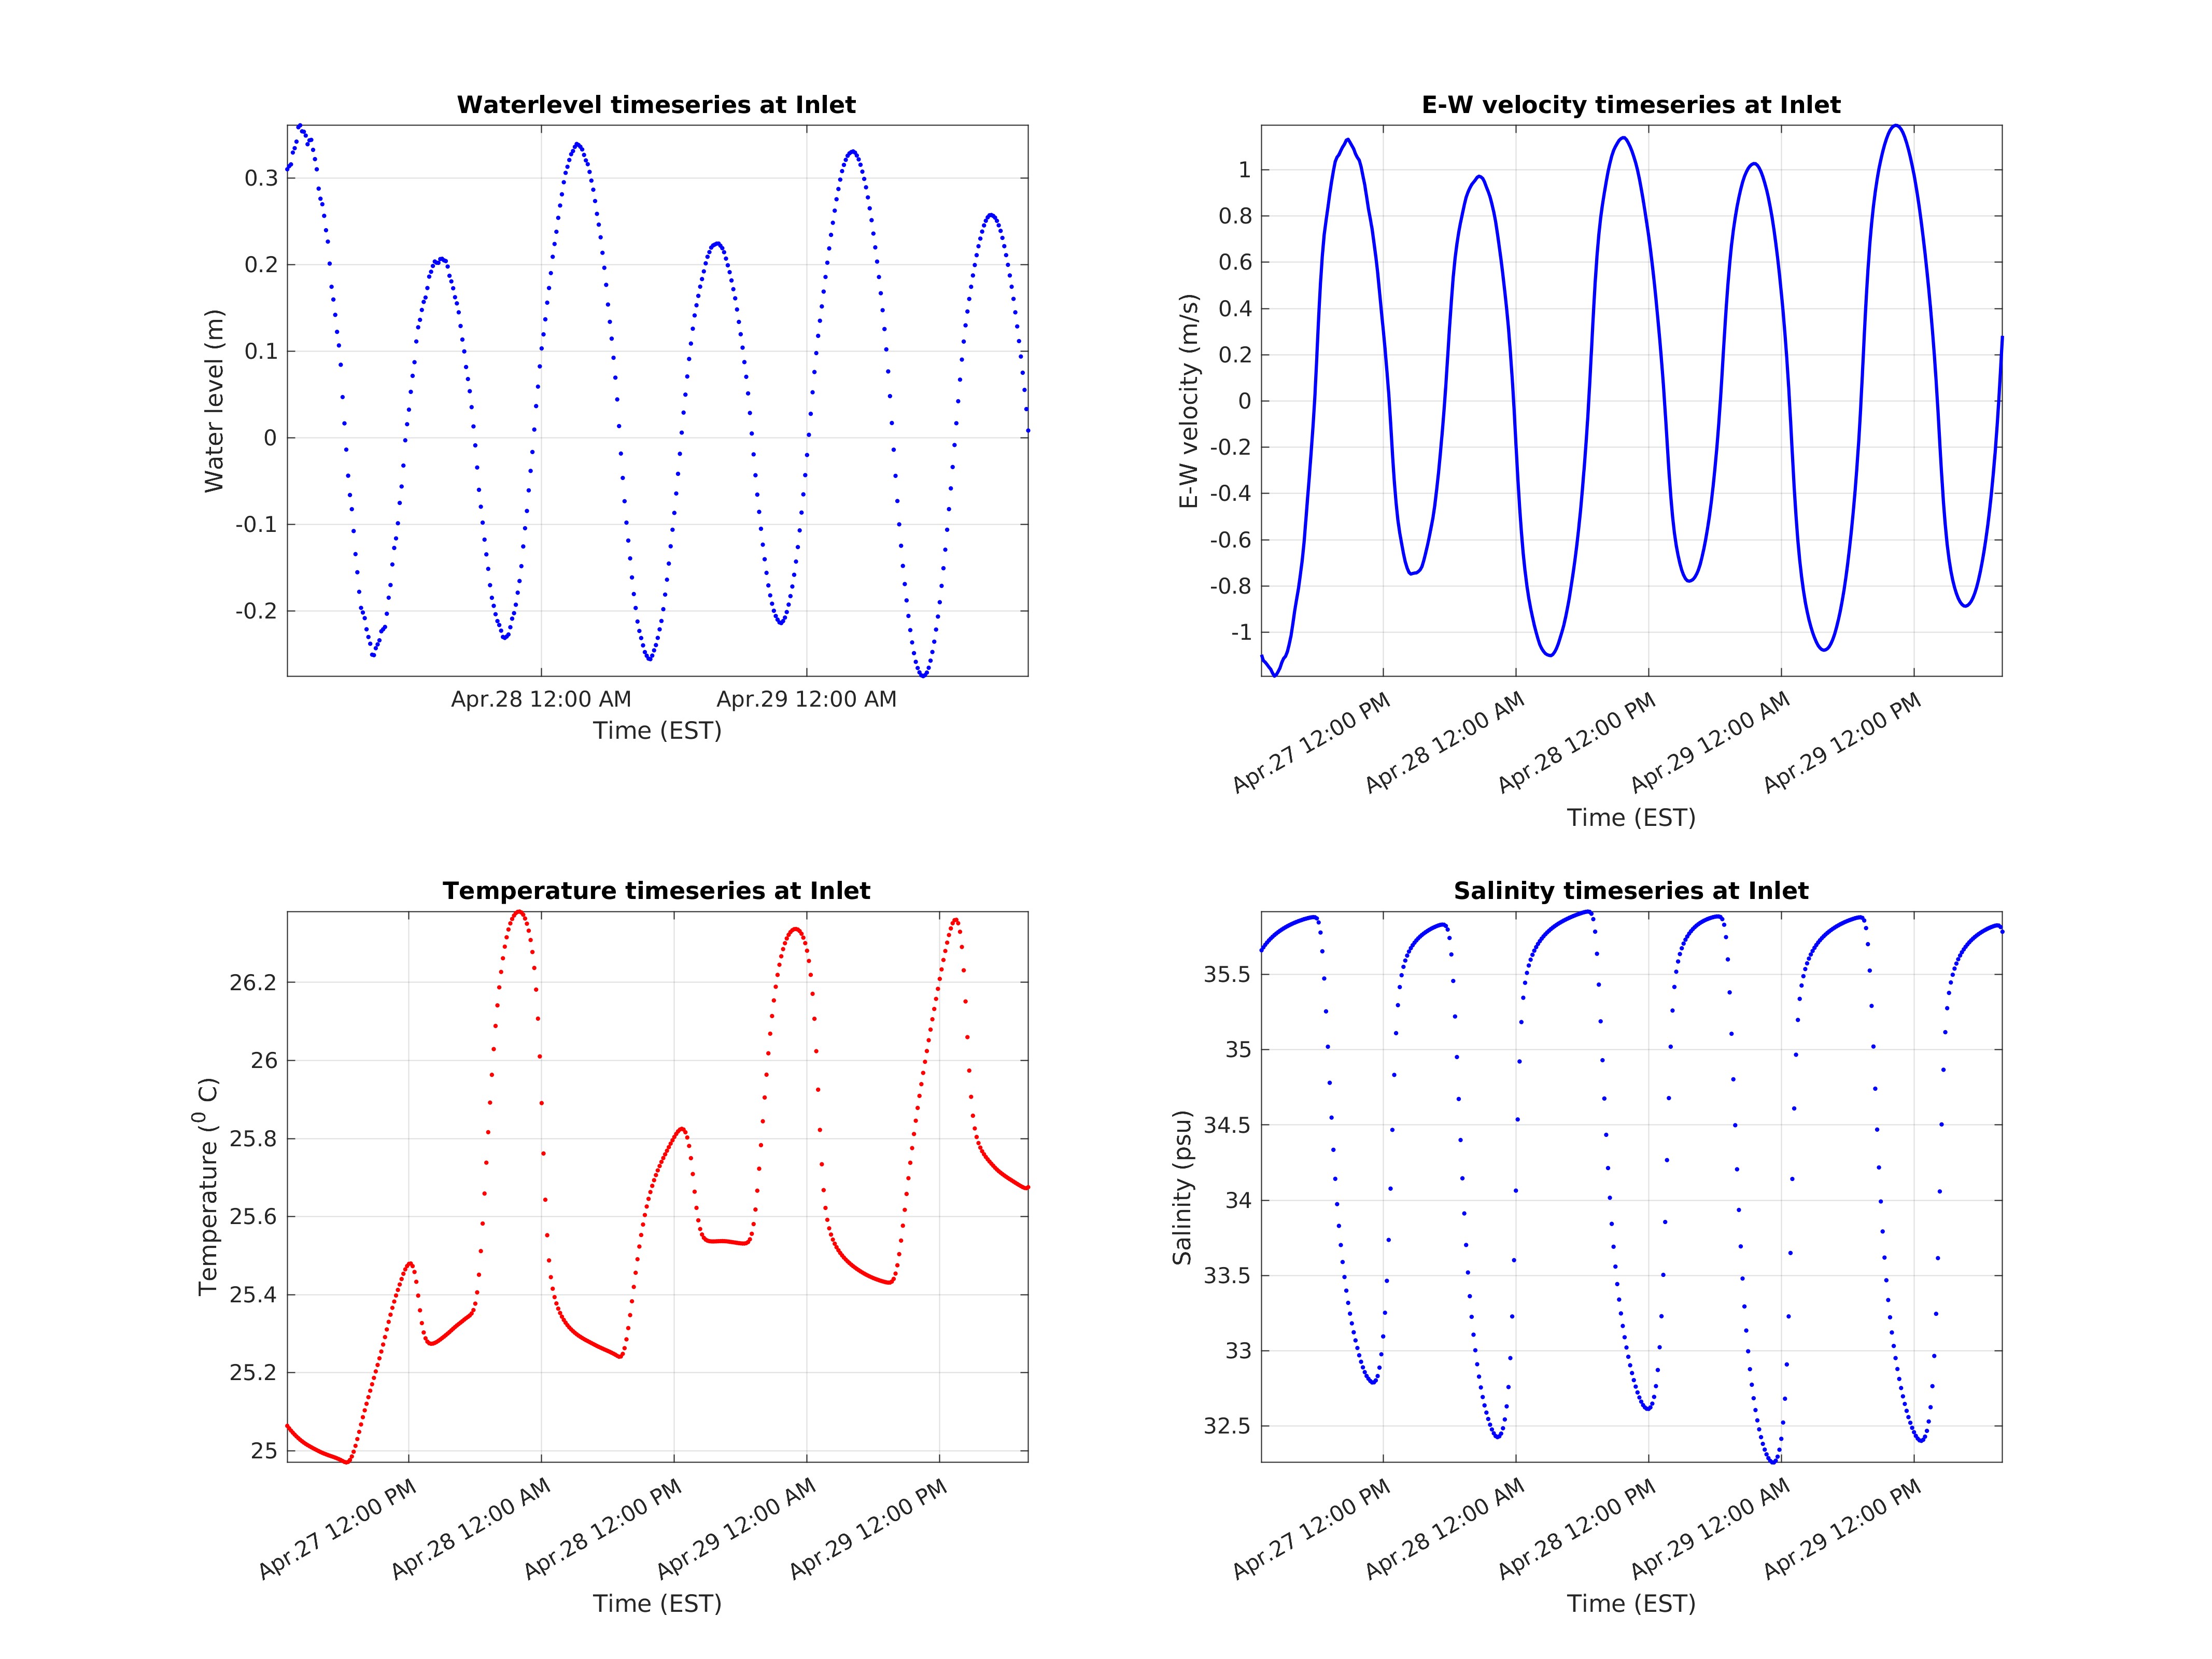 Waterlevel timeseries at Inlet
0.3
0.2
0.1
0
-0.1
-0.2
Water level (m)
Apr.28 12:00 AM
Apr.29 12:00 AM
Time (EST)
E-W velocity timeseries at Inlet
1
0.8
0.6
0.4
0.2
0
-0.2
-0.4
-0.6
-0.8
-1
E-W velocity (m/s)
Apr.27 12:00 PM
Apr.28 12:00 AM
Apr.28 12:00 PM
Apr.29 12:00 AM
Apr.29 12:00 PM
Time (EST)
Temperature timeseries at Inlet
26.2
26
25.8
25.6
25.4
25.2
25
Temperature (⁰ C)
Apr.27 12:00 PM
Apr.28 12:00 AM
Apr.28 12:00 PM
Apr.29 12:00 AM
Apr.29 12:00 PM
Time (EST)
Salinity timeseries at Inlet
35.5
35
34.5
34
33.5
33
32.5
Salinity (psu)
Apr.27 12:00 PM
Apr.28 12:00 AM
Apr.28 12:00 PM
Apr.29 12:00 AM
Apr.29 12:00 PM
Time (EST)